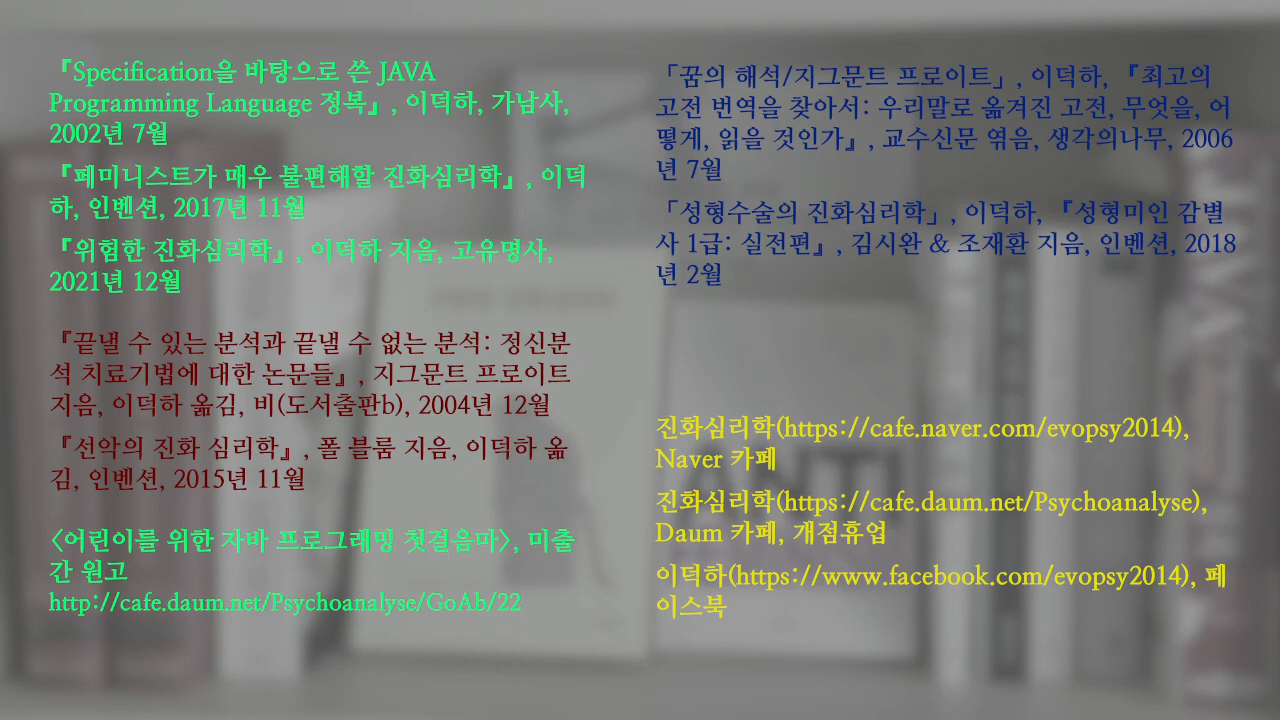 『Specification을 바탕으로 쓴 JAVA
Programming Language 정복』, 이덕하, 가남사,
2002년 7월
『페미니스트가 매우 불편해할 진화심리학』, 이덕
하, 인벤션, 2017년 11월
『위험한 진화심리학』, 이덕하 지음, 고유명사,
2021년 12월
『끝낼 수 있는 분석과 끝낼 수 없는 분석: 정신분
석 치료기법에 대한 논문들』, 지그문트 프로이트
지음, 이덕하 옮김, 비(도서출판b), 2004년 12월
『선악의 진화 심리학』, 폴 블룸 지음, 이덕하 옮
김, 인벤션, 2015년 11월
<어린이를 위한 자바 프로그래밍 첫걸음마>, 미출
간 원고
http://cafe.daum.net/Psychoanalyse/GoAb/22
「꿈의 해석/지그문트 프로이트」, 이덕하, 『최고의
고전 번역을 찾아서: 우리말로 옮겨진 고전, 무엇을, 어
떻게, 읽을 것인가』, 교수신문 엮음, 생각의나무, 2006
년 7월
「성형수술의 진화심리학」, 이덕하, 『성형미인 감별
사 1급: 실전편』, 김시완 & 조재환 지음, 인벤션, 2018
년 2월
진화심리학(https://cafe.naver.com/evopsy2014),
Naver 카페
진화심리학(https://cafe.daum.net/Psychoanalyse),
Daum 카페, 개점휴업
이덕하(https://www.facebook.com/evopsy2014), 페
이스북